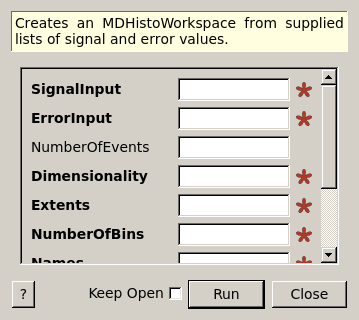 Creates an MDHistoWorkspace from supplied
lists of signal and error values.
SignalInput
ErrorInput
NumberOfEvents
Dimensionality
Extents
NumberOfBins
Names
? Keep Open Run Close